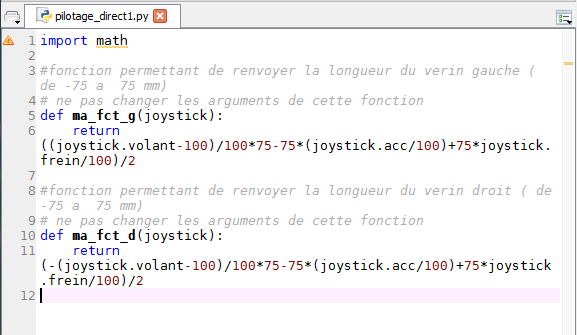 pilotage_direct1.py
1 import math
2
3 #fonction permettant de renvoyer la longueur du verin gauche (
de -75 a  75 mm)
4 # ne pas changer les arguments de cette fonction
5 def ma_fct_g(joystick):
6     return
((joystick.volant-100)/100*75-75*(joystick.acc/100)+75*joystick.
frein/100)/2
7
8 #fonction permettant de renvoyer la longueur du verin droit ( de
-75 a  75 mm)
9 # ne pas changer les arguments de cette fonction
10 def ma_fct_d(joystick):
11     return
(-(joystick.volant-100)/100*75-75*(joystick.acc/100)+75*joystick
.frein/100)/2
12